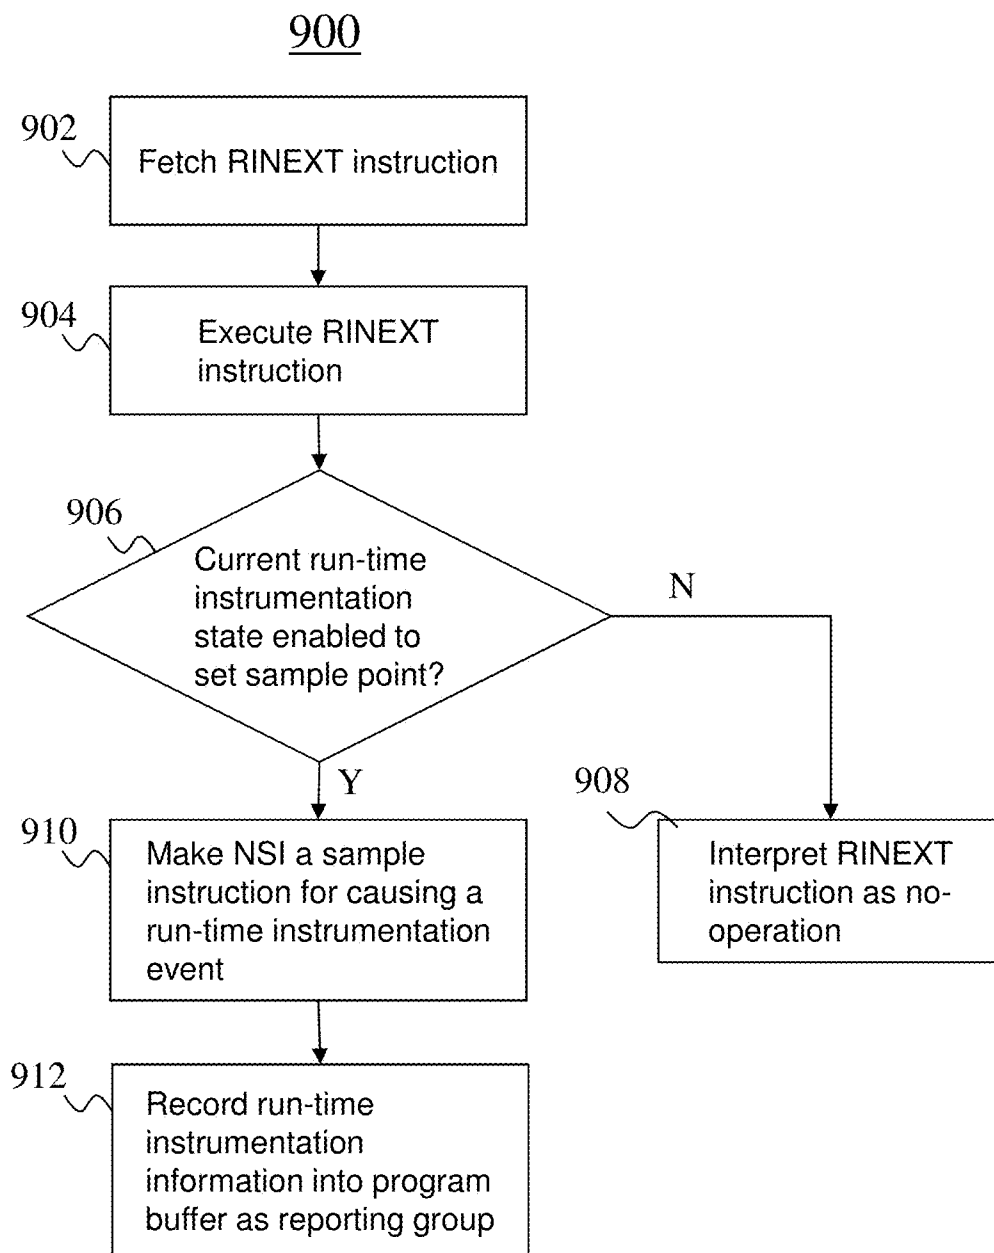 900
902
Fetch RINEXT instruction
904
Execute RINEXT
instruction
906
Current run-time
instrumentation
state enabled to
set sample point?
N
Y
908
Interpret RINEXT
instruction as no-
operation
910
Make NSI a sample
instruction for causing a
run-time instrumentation
event
912
Record run-time
instrumentation
information into program
buffer as reporting group